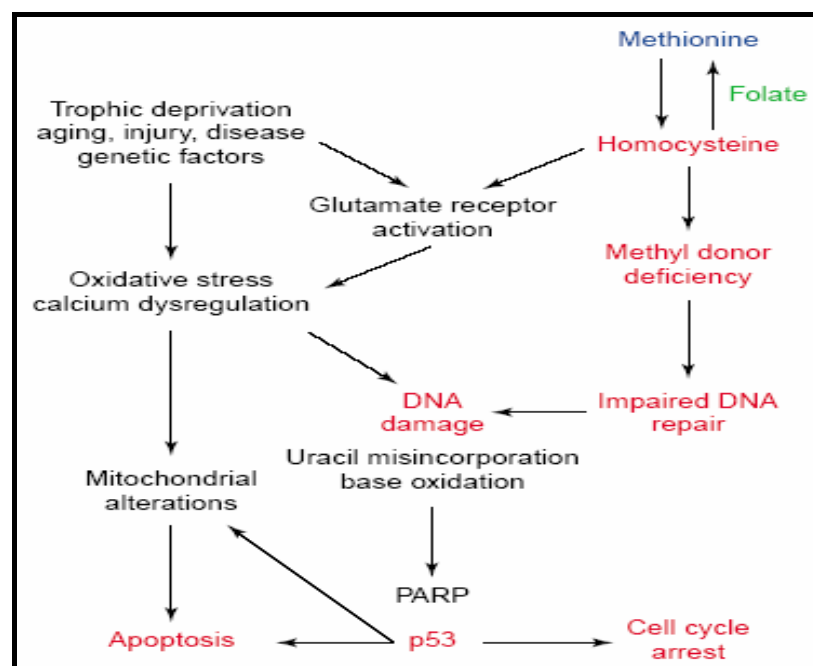 Methionine
Folate
Trophic deprivation
aging, injury, disease
genetic factors
Homocysteine
Glutamate receptor
activation
Methyl donor
deficiency
Oxidative stress
calcium dysregulation
DNA
damage
Impaired DNA
repair
Uracil misincorporation
base oxidation
Mitochondrial
alterations
PARP
Apoptosis
p53
Cell cycle
arrest